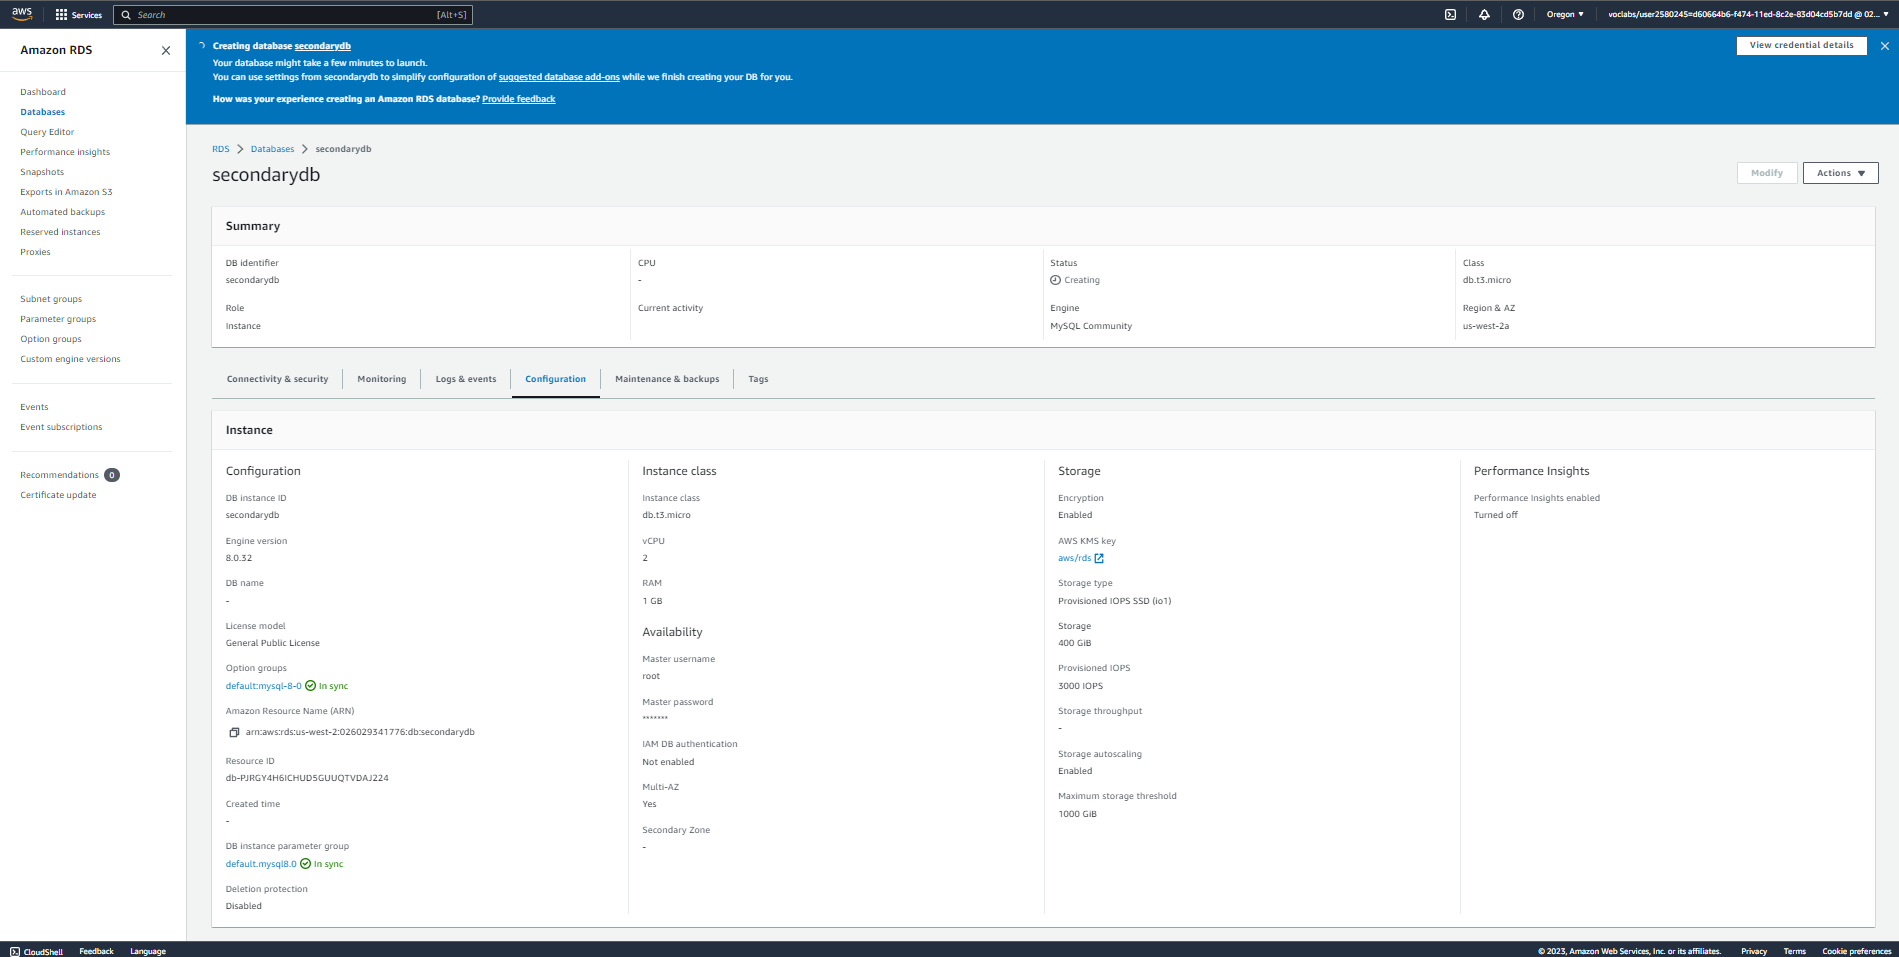 aws
Services
Search
[Alt+S]
Oregon ▼
voclabs/user2580245=d60664b6-f474-11ed-8c2e-83d04cd5b7dd @ 02... ▼
Amazon RDS
Dashboard
Databases
Query Editor
Performance insights
Snapshots
Exports in Amazon S3
Automated backups
Reserved instances
Proxies
Subnet groups
Parameter groups
Option groups
Custom engine versions
Events
Event subscriptions
Recommendations 0
Certificate update
Creating database secondarydb
Your database might take a few minutes to launch.
You can use settings from secondarydb to simplify configuration of suggested database add-ons while we finish creating your DB for you.
How was your experience creating an Amazon RDS database? Provide feedback
View credential details
RDS > Databases > secondarydb
secondarydb
Modify
Actions ▼
Summary
DB identifier
secondarydb
Role
Instance
CPU
-
Current activity
Status
Creating
Engine
MySQL Community
Class
db.t3.micro
Region & AZ
us-west-2a
Connectivity & security
Monitoring
Logs & events
Configuration
Maintenance & backups
Tags
Instance
Configuration
DB instance ID
secondarydb
Engine version
8.0.32
DB name
-
License model
General Public License
Option groups
default:mysql-8-0 In sync
Amazon Resource Name (ARN)
arn:aws:rds:us-west-2:026029341776:db:secondarydb
Resource ID
db-PJRGY4H6ICHUD5GUUQTVDAJ224
Created time
-
DB instance parameter group
default.mysql8.0 In sync
Deletion protection
Disabled
Instance class
Instance class
db.t3.micro
vCPU
2
RAM
1 GB
Availability
Master username
root
Master password
*******
IAM DB authentication
Not enabled
Multi-AZ
Yes
Secondary Zone
-
Storage
Encryption
Enabled
AWS KMS key
aws/rds
Storage type
Provisioned IOPS SSD (io1)
Storage
400 GiB
Provisioned IOPS
3000 IOPS
Storage throughput
-
Storage autoscaling
Enabled
Maximum storage threshold
1000 GiB
Performance Insights
Performance Insights enabled
Turned off
CloudShell
Feedback
Language
© 2023, Amazon Web Services, Inc. or its affiliates.
Privacy
Terms
Cookie preferences